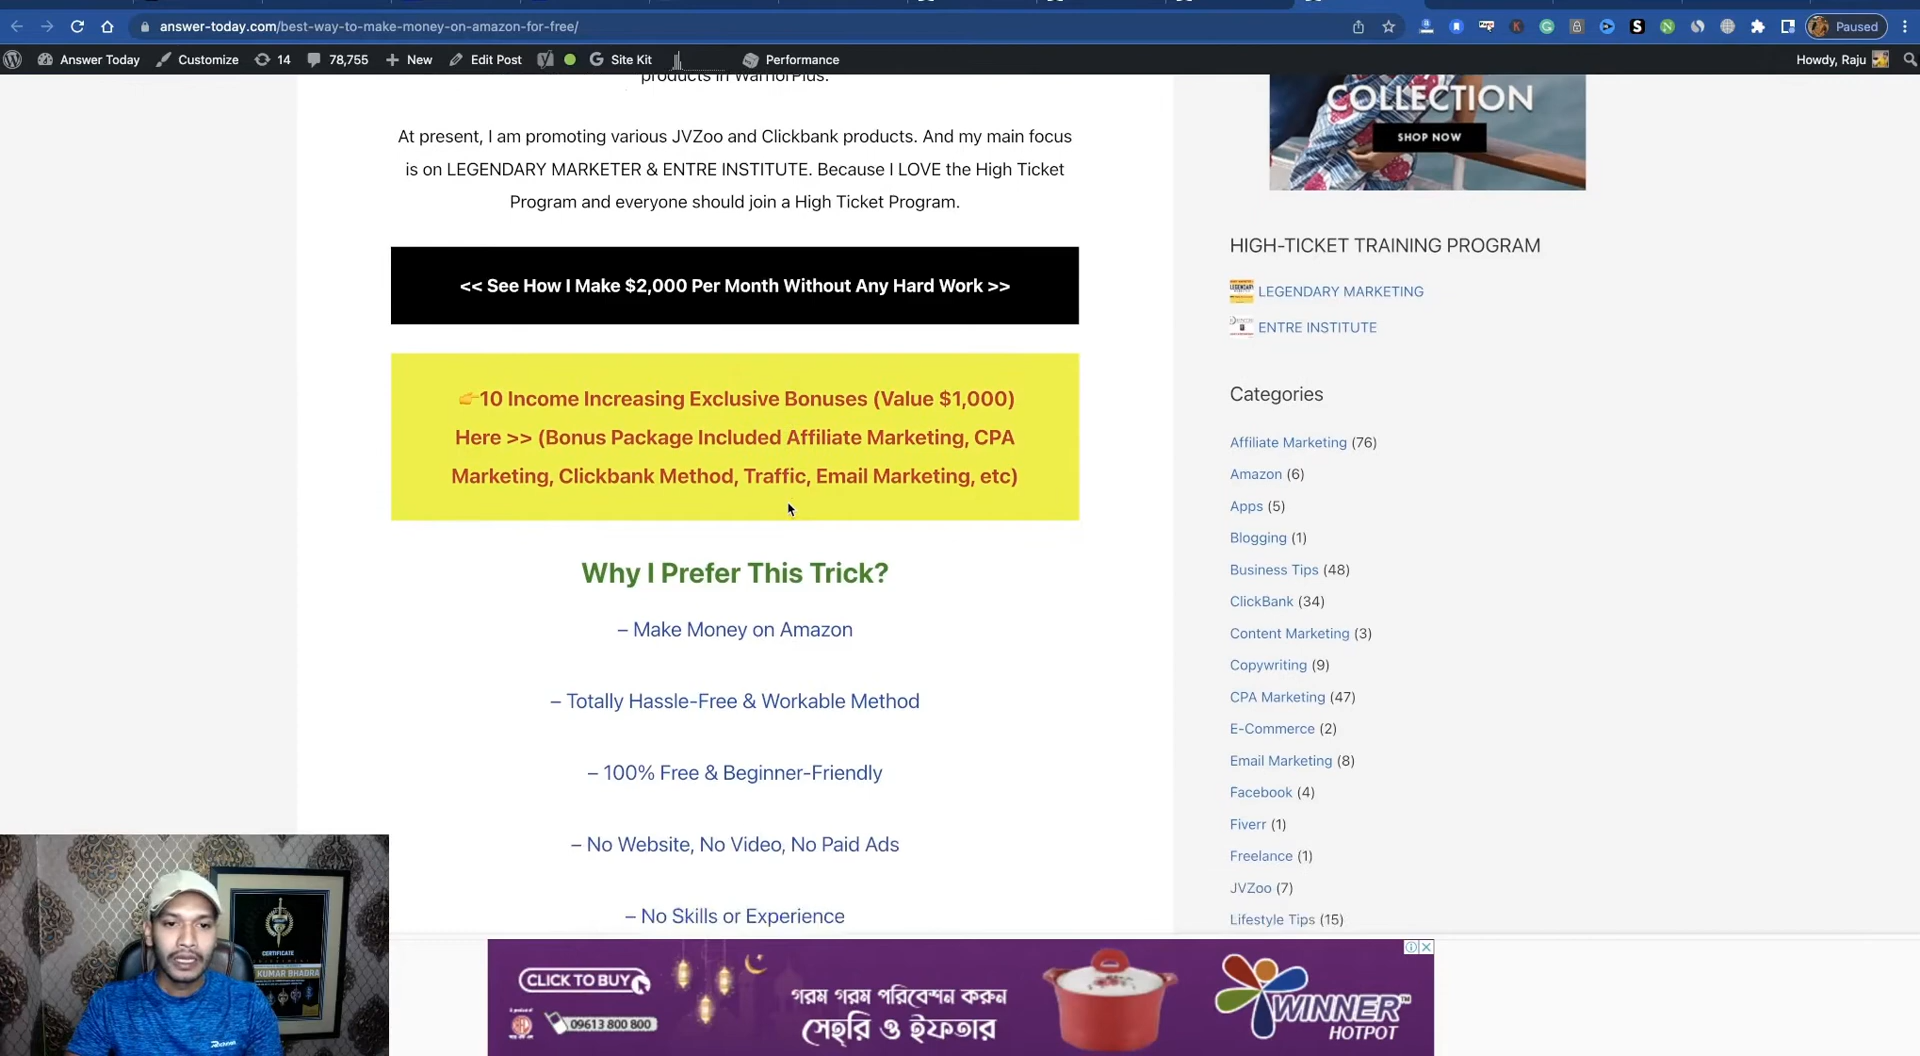 answer-today.com/best-way-to-make-money-on-amazon-for-free/
Paused
Answer Today
Customize
14
78,755
New
Edit Post
Site Kit
Performance
Howdy, Raju
products in WarriorPlus.
At present, I am promoting various JVZoo and Clickbank products. And my main focus
is on LEGENDARY MARKETER & ENTRE INSTITUTE. Because I LOVE the High Ticket
Program and everyone should join a High Ticket Program.
<< See How I Make $2,000 Per Month Without Any Hard Work >>
👉10 Income Increasing Exclusive Bonuses (Value $1,000)
Here >> (Bonus Package Included Affiliate Marketing, CPA
Marketing, Clickbank Method, Traffic, Email Marketing, etc)
Why I Prefer This Trick?
– Make Money on Amazon
– Totally Hassle-Free & Workable Method
– 100% Free & Beginner-Friendly
– No Website, No Video, No Paid Ads
– No Skills or Experience
COLLECTION
SHOP NOW
HIGH-TICKET TRAINING PROGRAM
LEGENDARY MARKETING
ENTRE INSTITUTE
Categories
Affiliate Marketing (76)
Amazon (6)
Apps (5)
Blogging (1)
Business Tips (48)
ClickBank (34)
Content Marketing (3)
Copywriting (9)
CPA Marketing (47)
E-Commerce (2)
Email Marketing (8)
Facebook (4)
Fiverr (1)
Freelance (1)
JVZoo (7)
Lifestyle Tips (15)
CERTIFICATE
KUMAR BHADRA
CLICK TO BUY
09613 800 800
গরম গরম পরিবেশন করুন
সেহরি ও ইফতার
WINNER™
HOTPOT